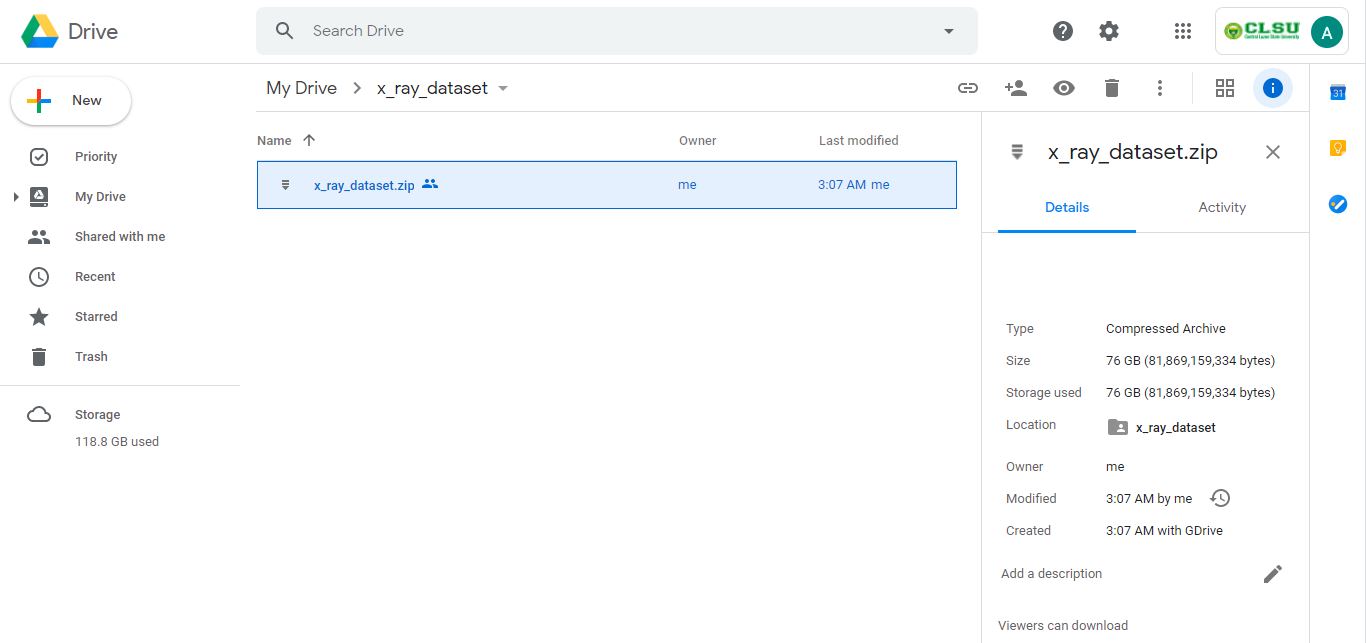 Drive
Search Drive
CLSU
Central Luzon State University
A
New
My Drive
x_ray_dataset
31
Priority
My Drive
Shared with me
Recent
Starred
Trash
Storage
118.8 GB used
Name
Owner
Last modified
x_ray_dataset.zip
me
3:07 AM me
x_ray_dataset.zip
Details
Activity
Type
Compressed Archive
Size
76 GB (81,869,159,334 bytes)
Storage used
76 GB (81,869,159,334 bytes)
Location
x_ray_dataset
Owner
me
Modified
3:07 AM by me
Created
3:07 AM with GDrive
Add a description
Viewers can download